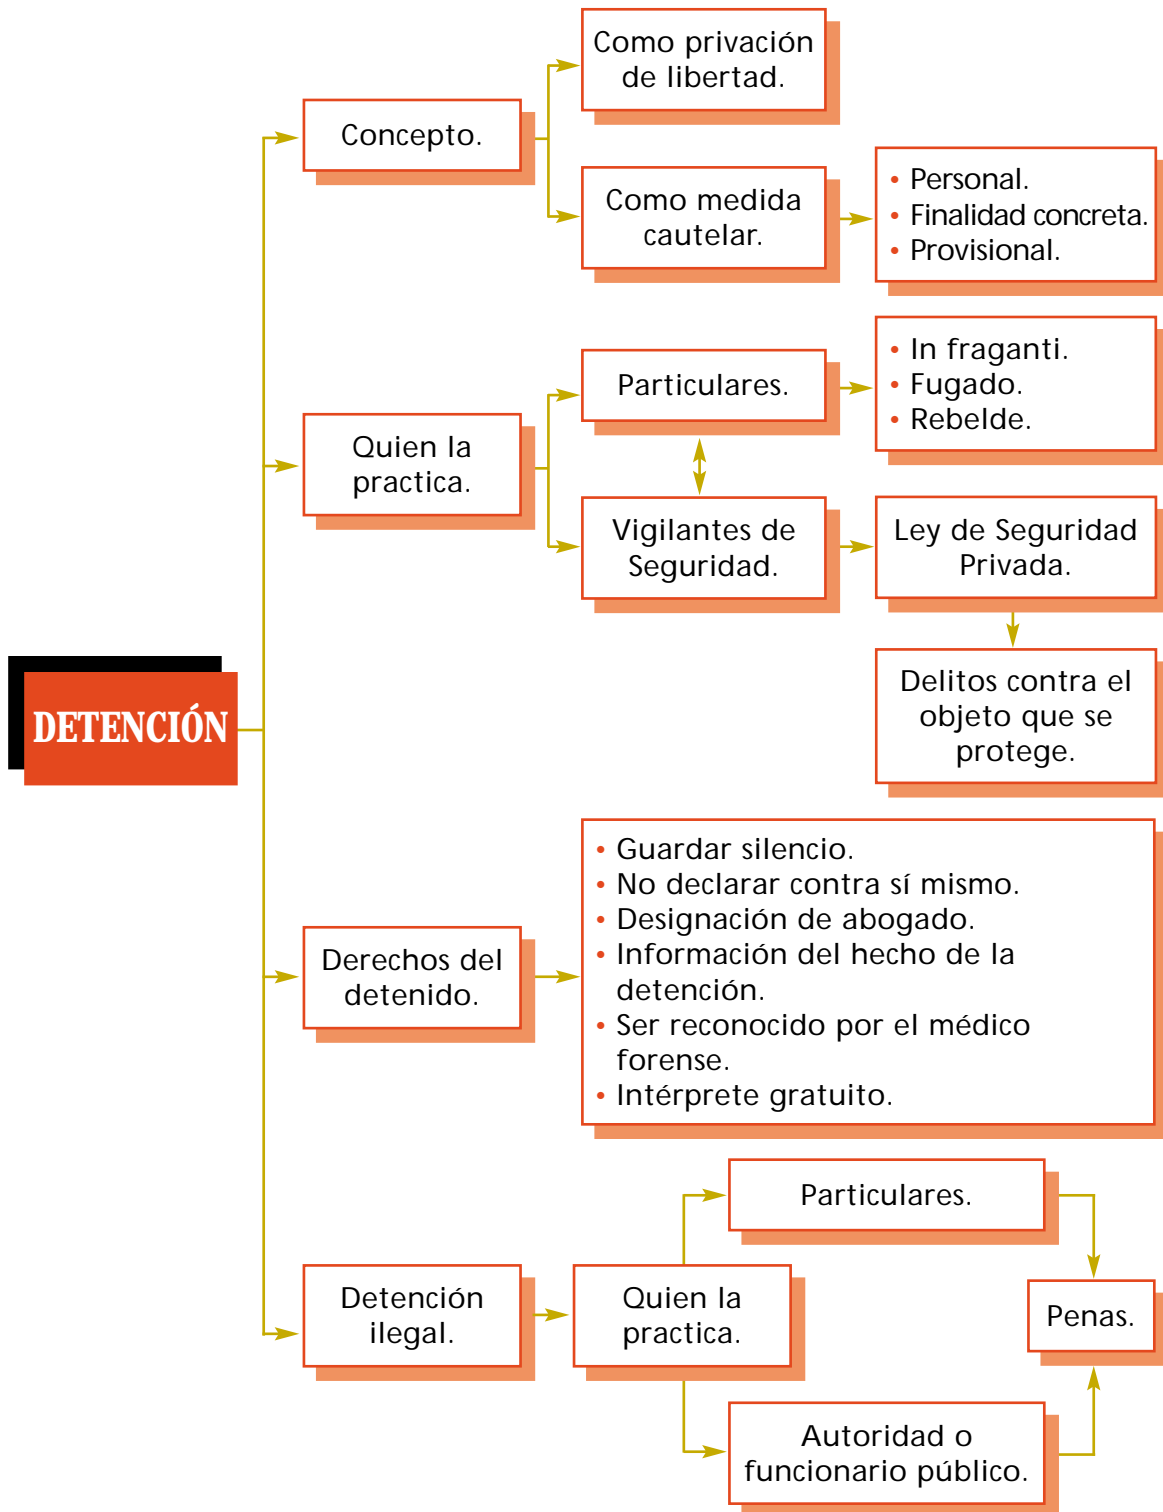 Como privación
de libertad.
Concepto.
Como medida
cautelar.
• Personal.
• Finalidad concreta.
• Provisional.
Particulares.
• In fraganti.
• Fugado.
• Rebelde.
Quien la
practica.
Vigilantes de
Seguridad.
Ley de Seguridad
Privada.
Delitos contra el
objeto que se
protege.
DETENCIÓN
Derechos del
detenido.
• Guardar silencio.
• No declarar contra sí mismo.
• Designación de abogado.
• Información del hecho de la
detención.
• Ser reconocido por el médico
forense.
• Intérprete gratuito.
Detención
ilegal.
Quien la
practica.
Particulares.
Autoridad o
funcionario público.
Penas.